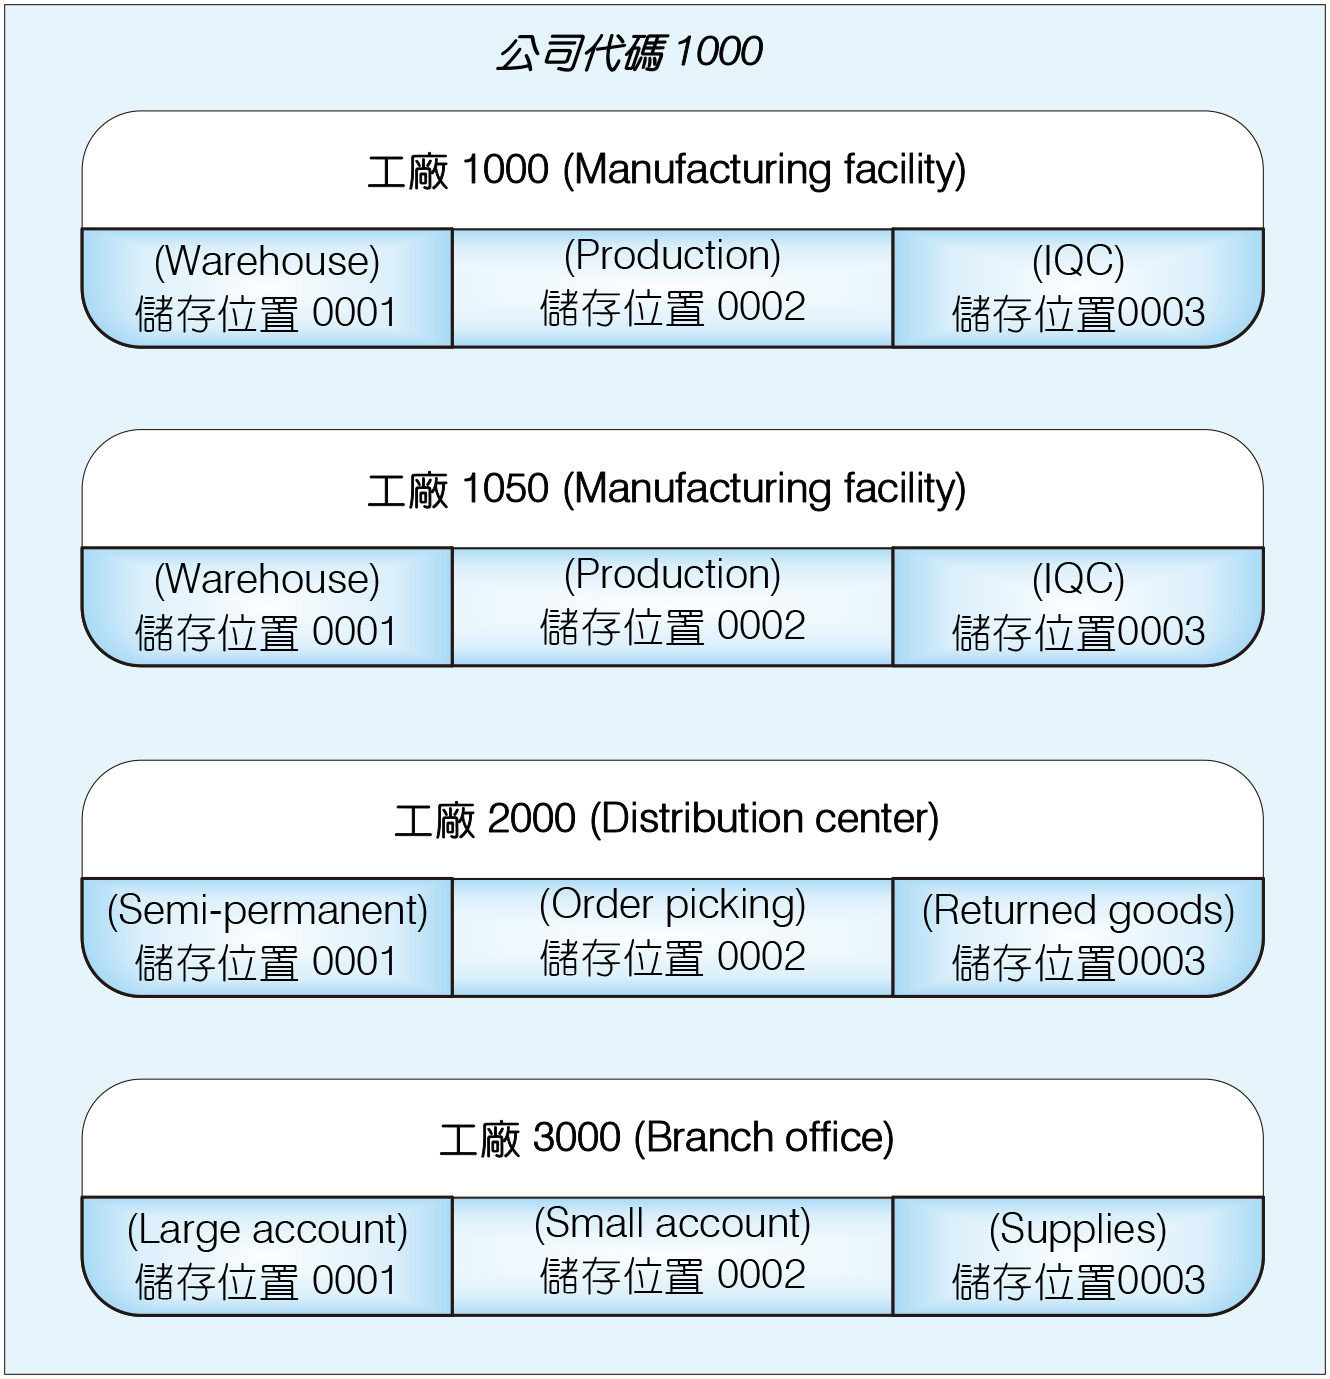 公司代碼 1000
工廠 1000 (Manufacturing facility)
(Warehouse)
儲存位置 0001
(Production)
儲存位置 0002
(IQC)
儲存位置0003
工廠 1050 (Manufacturing facility)
(Warehouse)
儲存位置 0001
(Production)
儲存位置 0002
(IQC)
儲存位置0003
工廠 2000 (Distribution center)
(Semi-permanent)
儲存位置 0001
(Order picking)
儲存位置 0002
(Returned goods)
儲存位置0003
工廠 3000 (Branch office)
(Large account)
儲存位置 0001
(Small account)
儲存位置 0002
(Supplies)
儲存位置0003